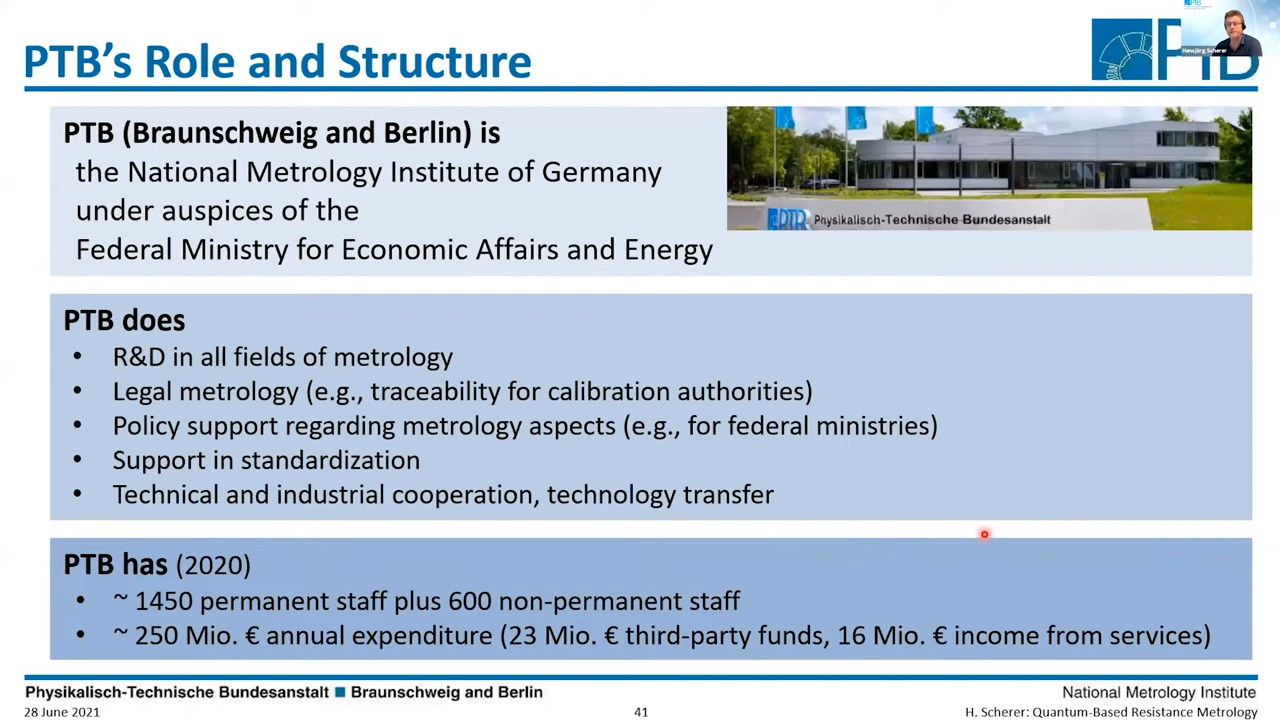 PTB
Hansjörg Scherer
PTB's Role and Structure
PTB
PTB (Braunschweig and Berlin) is
the National Metrology Institute of Germany
under auspices of the
Federal Ministry for Economic Affairs and Energy
PTB Physikalisch-Technische Bundesanstalt
PTB does
• R&D in all fields of metrology
• Legal metrology (e.g., traceability for calibration authorities)
• Policy support regarding metrology aspects (e.g., for federal ministries)
• Support in standardization
• Technical and industrial cooperation, technology transfer
PTB has (2020)
• ~ 1450 permanent staff plus 600 non-permanent staff
• ~ 250 Mio. € annual expenditure (23 Mio. € third-party funds, 16 Mio. € income from services)
Physikalisch-Technische Bundesanstalt ■ Braunschweig and Berlin
National Metrology Institute
28 June 2021
41
H. Scherer: Quantum-Based Resistance Metrology